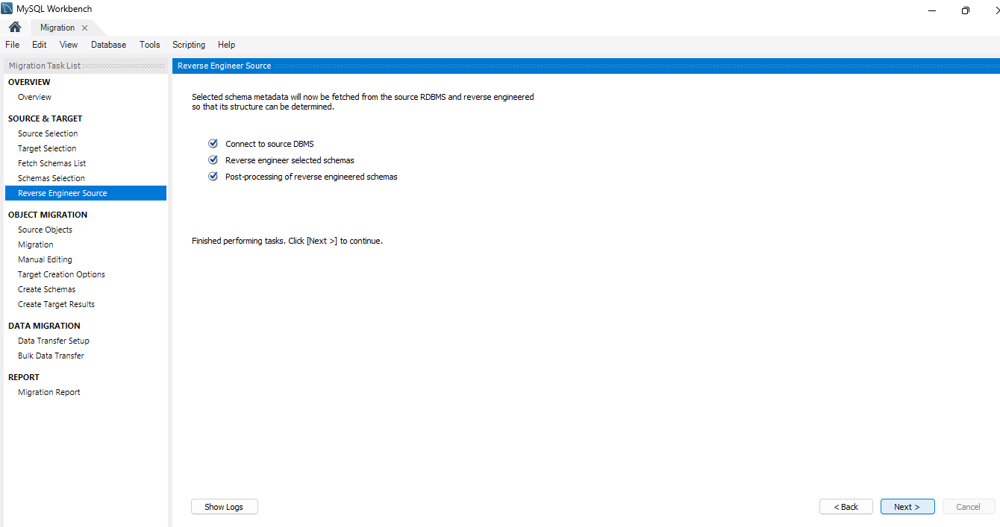 MySQL Workbench
Migration
File Edit View Database Tools Scripting Help
Migration Task List
OVERVIEW
Overview
SOURCE & TARGET
Source Selection
Target Selection
Fetch Schemas List
Schemas Selection
Reverse Engineer Source
OBJECT MIGRATION
Source Objects
Migration
Manual Editing
Target Creation Options
Create Schemas
Create Target Results
DATA MIGRATION
Data Transfer Setup
Bulk Data Transfer
REPORT
Migration Report
Reverse Engineer Source
Selected schema metadata will now be fetched from the source RDBMS and reverse engineered
so that its structure can be determined.
Connect to source DBMS
Reverse engineer selected schemas
Post-processing of reverse engineered schemas
Finished performing tasks. Click [Next >] to continue.
Show Logs
< Back
Next >
Cancel